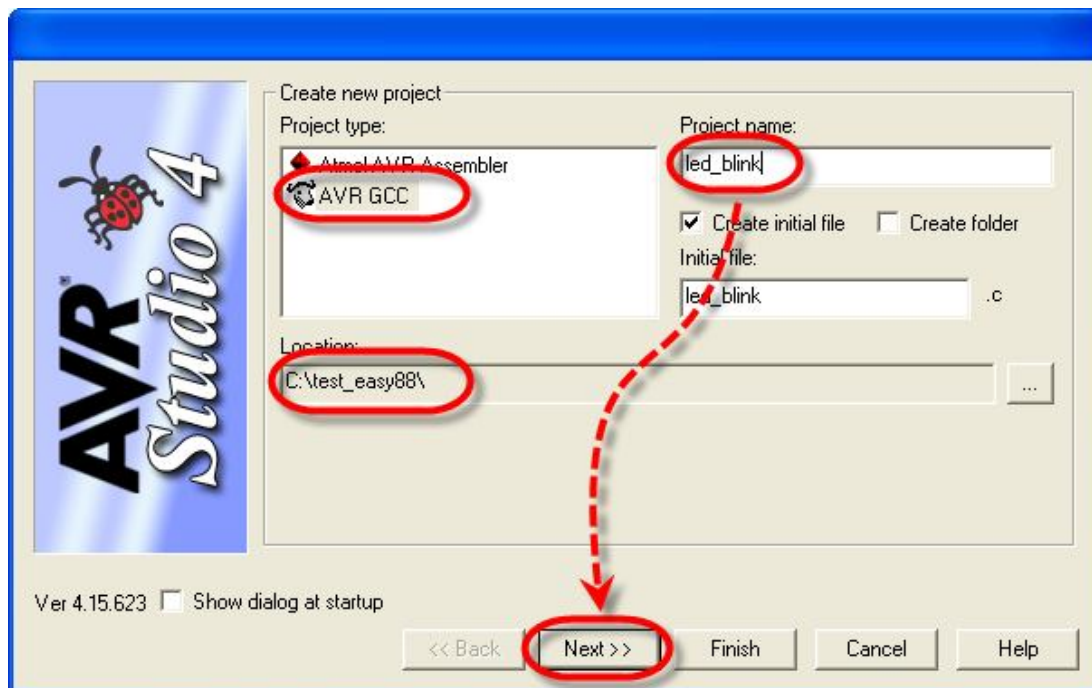 AVR®
Studio 4
Create new project
Project type:
Atmel AVR Assembler
AVR GCC
Project name:
led_blink
Create initial file
Create folder
Initial file:
led_blink
.c
Location:
C:\test_easy88\
...
Ver 4.15.623
Show dialog at startup
<< Back
Next >>
Finish
Cancel
Help